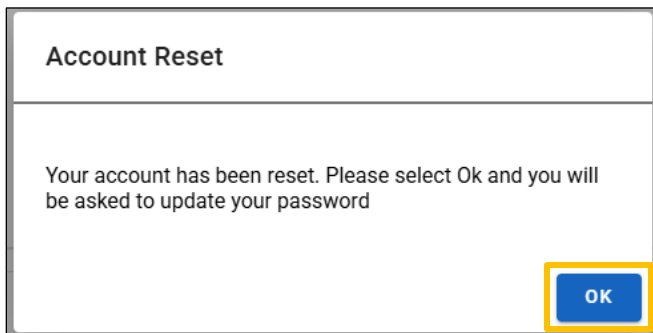 Account Reset
Your account has been reset. Please select Ok and you will
be asked to update your password
OK